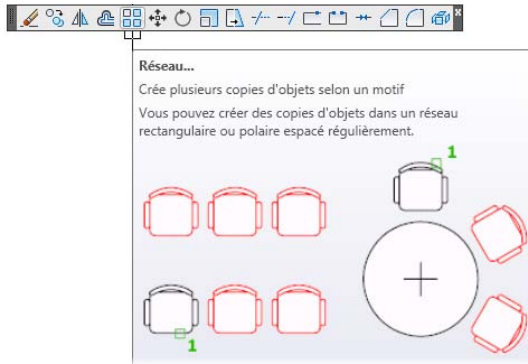 Réseau...
Crée plusieurs copies d'objets selon un motif
Vous pouvez créer des copies d'objets dans un réseau
rectangulaire ou polaire espacé régulièrement.
1
1